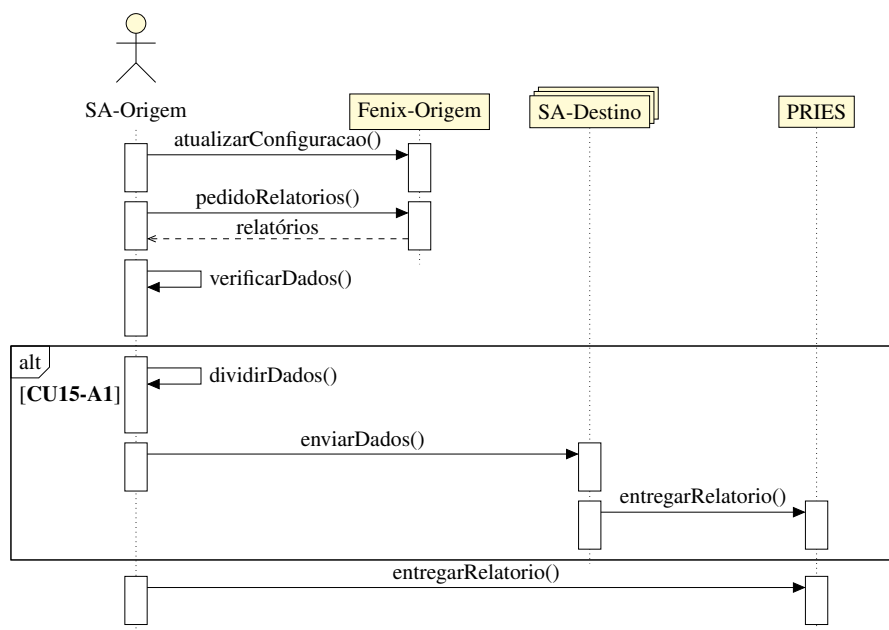 SA-Origem
Fenix-Origem
SA-Destino
PRIES
atualizarConfiguracao()
pedidoRelatorios()
relatórios
verificarDados()
alt
dividirDados()
[CU15-A1]
enviarDados()
entregarRelatorio()
entregarRelatorio()